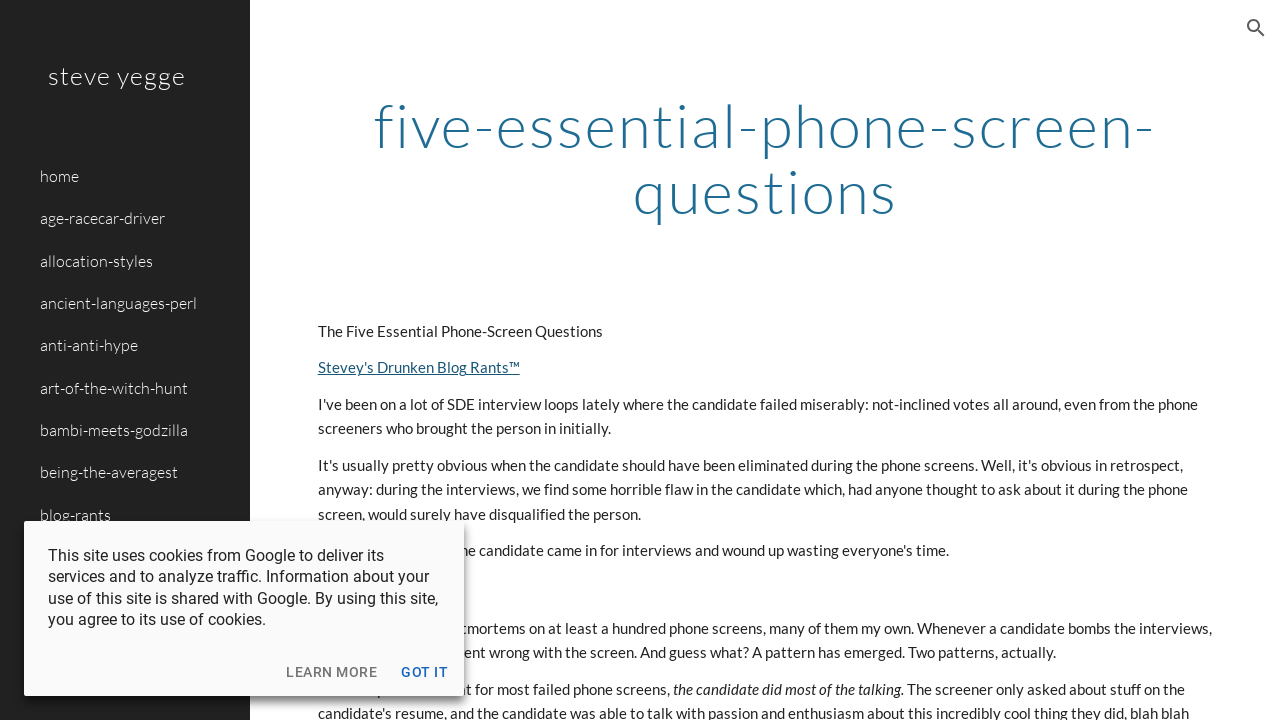 steve yegge
home
age-racecar-driver
allocation-styles
ancient-languages-perl
anti-anti-hype
art-of-the-witch-hunt
bambi-meets-godzilla
being-the-averagest
blog-rants
five-essential-phone-screen-
questions
The Five Essential Phone-Screen Questions
Stevey's Drunken Blog Rants™
I've been on a lot of SDE interview loops lately where the candidate failed miserably: not-inclined votes all around, even from the phone
screeners who brought the person in initially.
It's usually pretty obvious when the candidate should have been eliminated during the phone screens. Well, it's obvious in retrospect,
anyway: during the interviews, we find some horrible flaw in the candidate which, had anyone thought to ask about it during the phone
screen, would surely have disqualified the person.
candidate came in for interviews and wound up wasting everyone's time.
on at least a hundred phone screens, many of them my own. Whenever a candidate bombs the interviews,
wrong with the screen. And guess what? A pattern has emerged. Two patterns, actually.
for most failed phone screens, the candidate did most of the talking. The screener only asked about stuff on the
candidate's resume, and the candidate was able to talk with passion and enthusiasm about this incredibly cool thing they did, blah blah
This site uses cookies from Google to deliver its
services and to analyze traffic. Information about your
use of this site is shared with Google. By using this site,
you agree to its use of cookies.
LEARN MORE GOT IT